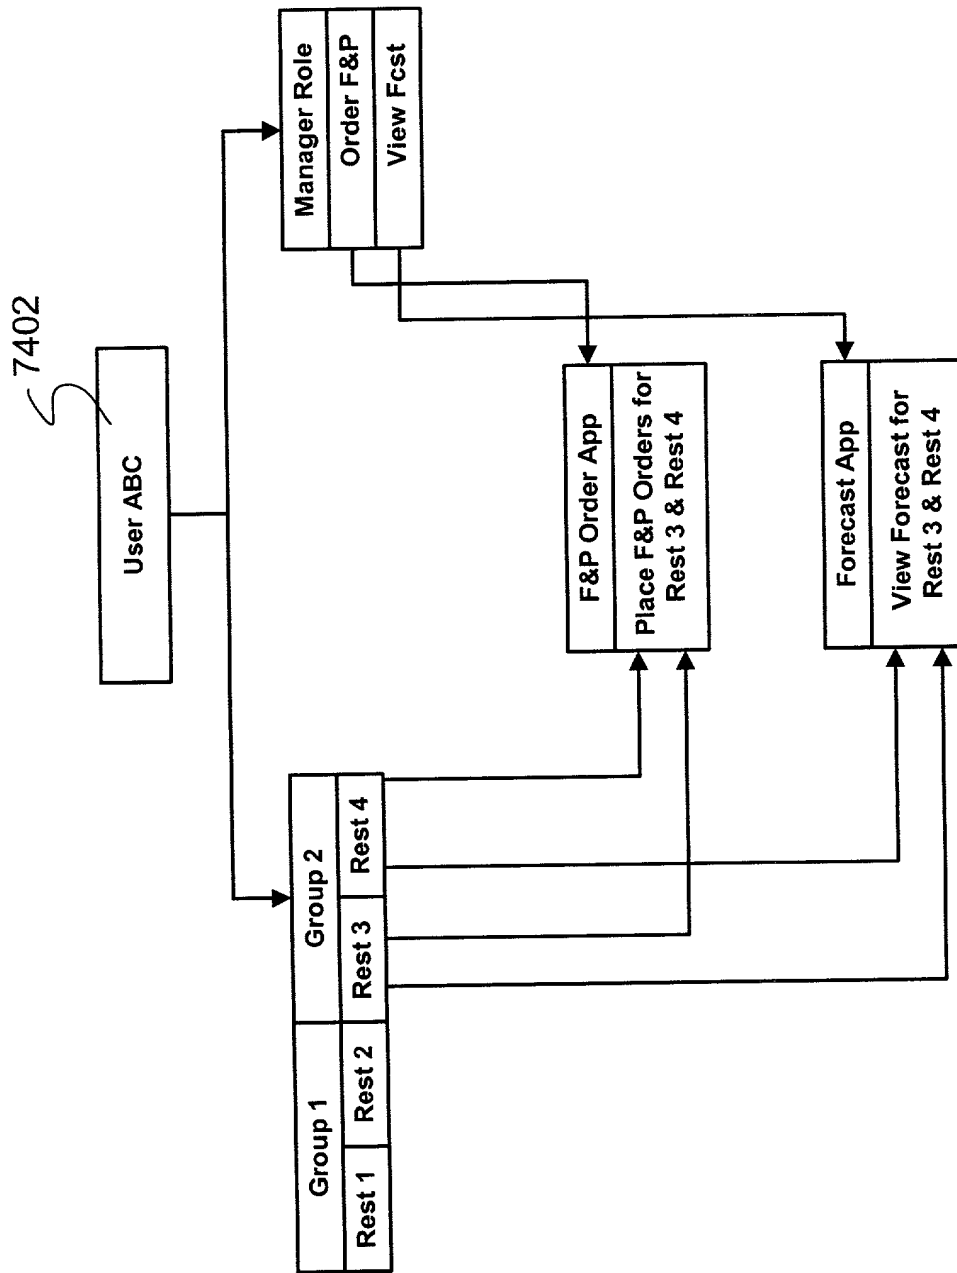 7402
User ABC
Group 1
Group 2
Rest 1
Rest 2
Rest 3
Rest 4
Manager Role
Order F&P
View Fcst
F&P Order App
Place F&P Orders for
Rest 3 & Rest 4
Forecast App
View Forecast for
Rest 3 & Rest 4